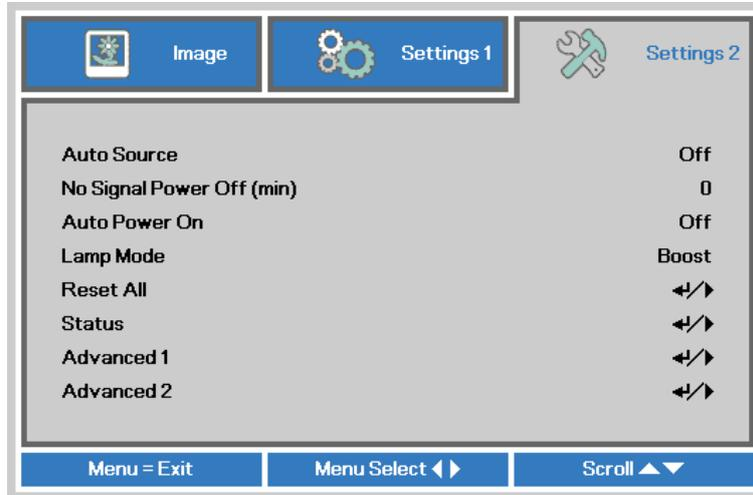 Image Settings 1 Settings 2
Auto Source Off
No Signal Power Off (min) 0
Auto Power On Off
Lamp Mode Boost
Reset All ↵/▶
Status ↵/▶
Advanced 1 ↵/▶
Advanced 2 ↵/▶
Menu = Exit Menu Select ◀ ▶ Scroll ▲▼